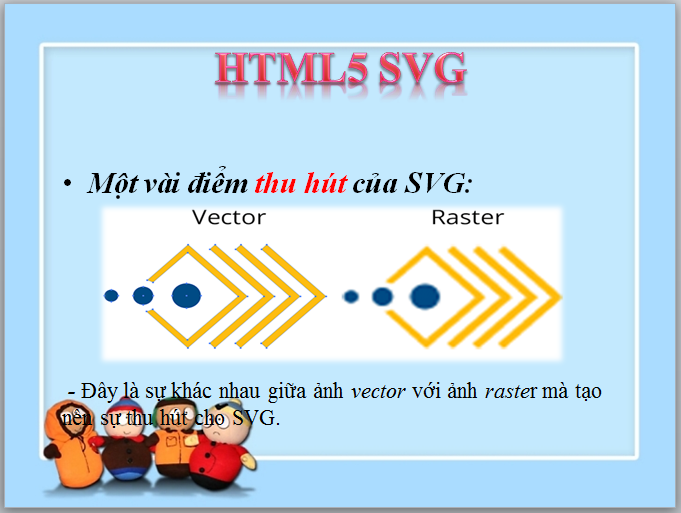 HTML5 SVG
• Một vài điểm thu hút của SVG:
Vector Raster
- Đây là sự khác nhau giữa ảnh vector với ảnh raster mà tạo
nên sự thu hút cho SVG.